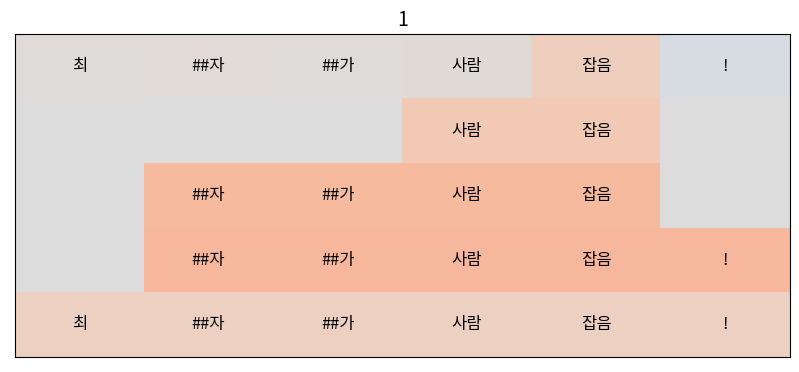 1
최 ##자 ##가 사람 잡음 !
사람 잡음
##자 ##가 사람 잡음
##자 ##가 사람 잡음 !
최 ##자 ##가 사람 잡음 !